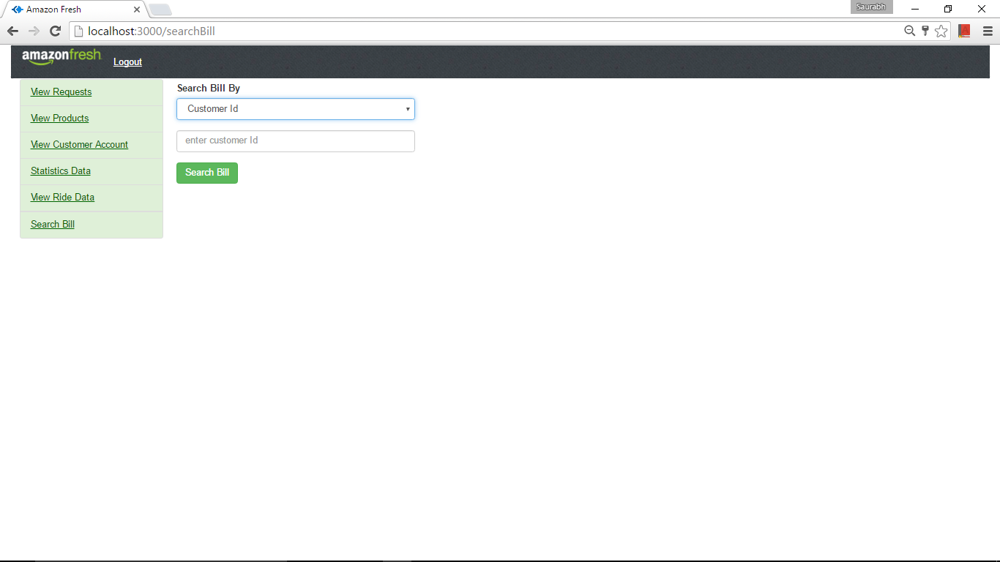 Amazon Fresh
Saurabh
localhost:3000/searchBill
amazonfresh
Logout
View Requests
View Products
View Customer Account
Statistics Data
View Ride Data
Search Bill
Search Bill By
Customer Id
enter customer Id
Search Bill